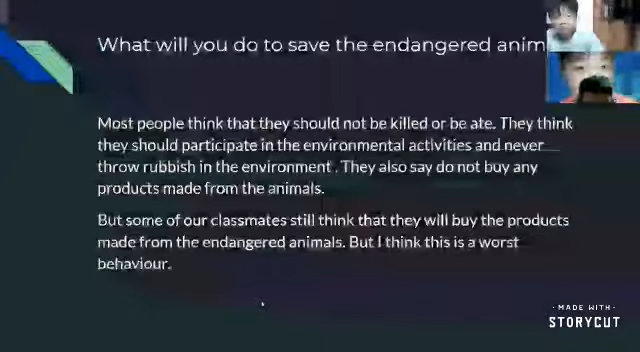 What will you do to save the endangered anim
Most people think that they should not be killed or be ate. They think
they should participate in the environmental activities and never
throw rubbish in the environment . They also say do not buy any
products made from the animals.
But some of our classmates still think that they will buy the products
made from the endangered animals. But I think this is a worst
behaviour.
· MADE WITH ·
STORYCUT